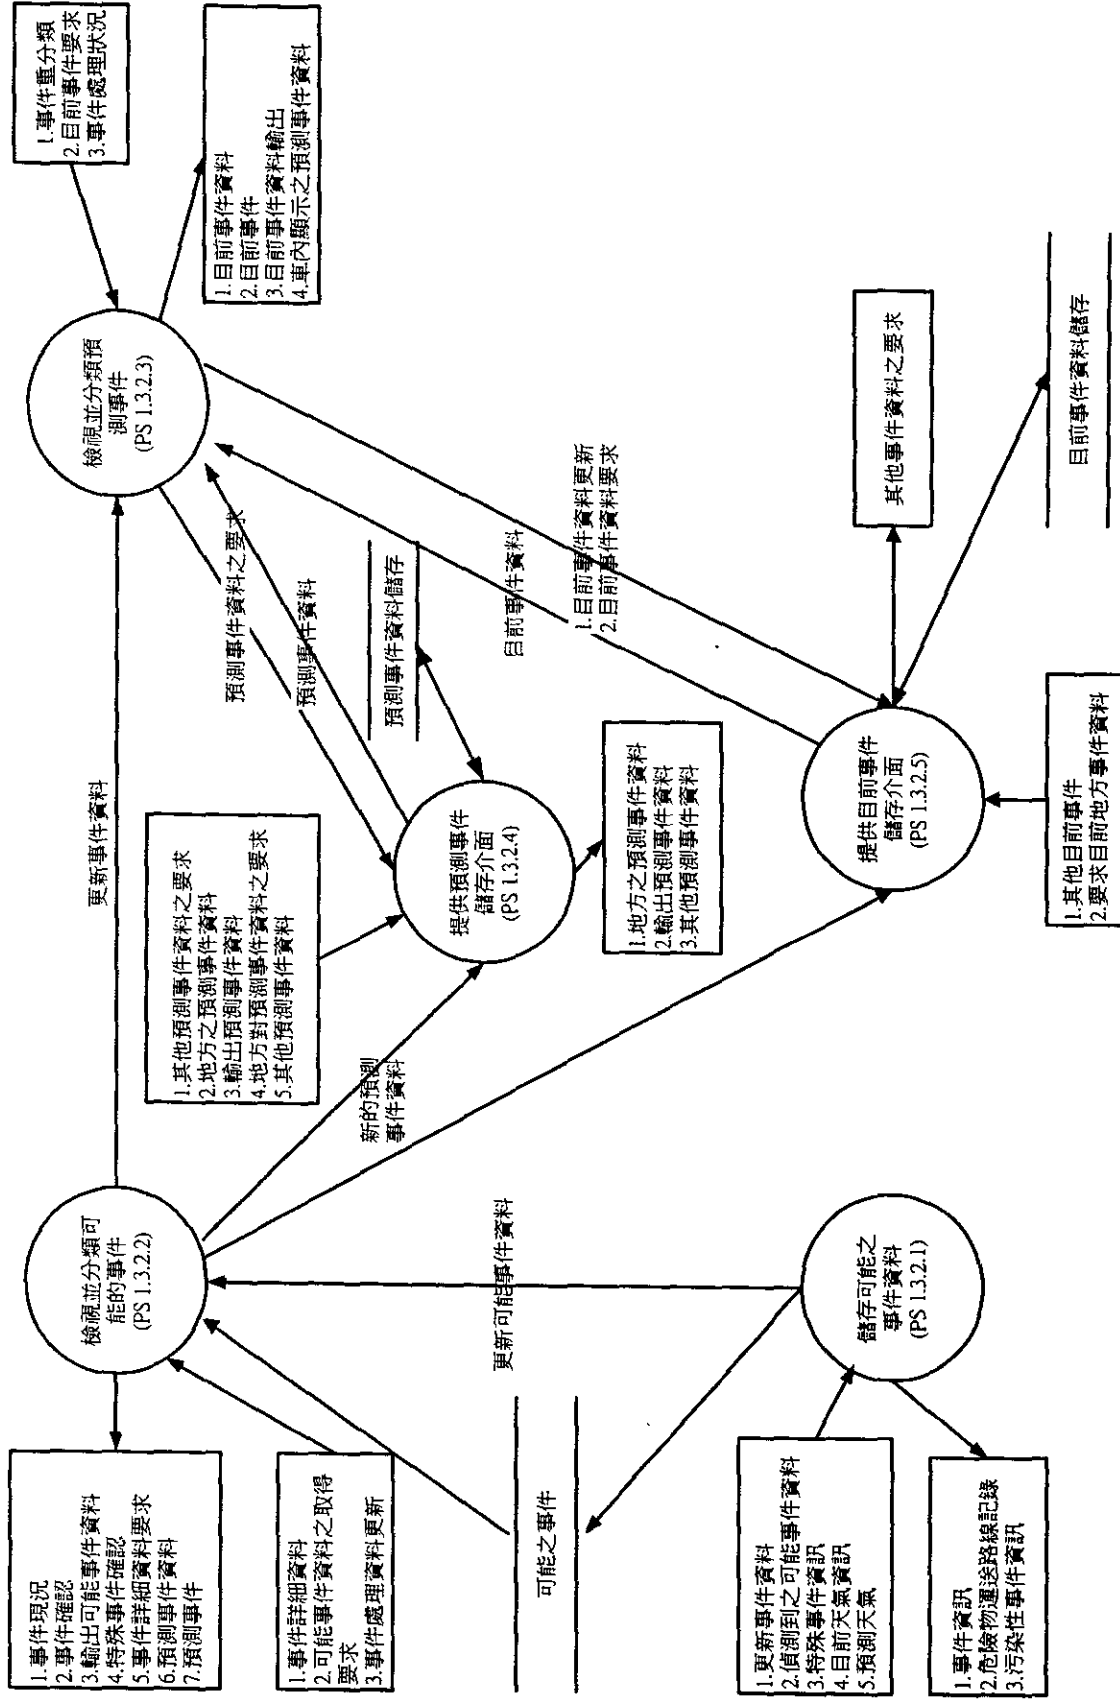 1.事件現況
2.事件確認
3.輸出可能事件資料
4.特殊事件確認
5.事件詳細資料要求
6.預測事件資料
7.預測事件
檢視並分類可
能的事件
(PS 1.3.2.2)
更新事件資料
檢視並分類預
測事件
(PS 1.3.2.3)
1.事件重分類
2.目前事件要求
3.事件處理狀況
1.目前事件資料
2.目前事件
3.目前事件資料輸出
4.車內顯示之預測事件資料
1.事件詳細資料
2.可能事件資料之取得
要求
3.事件處理資料更新
1.其他預測事件資料之要求
2.地方之預測事件資料
3.輸出預測事件資料
4.地方對預測事件資料之要求
5.其他預測事件資料
預測事件資料之要求
預測事件資料
預測事件資料儲存
新的預測
事件資料
提供預測事件
儲存介面
(PS 1.3.2.4)
目前事件資料
1.目前事件資料更新
2.目前事件資料要求
可能之事件
更新可能事件資料
1.地方之預測事件資料
2.輸出預測事件資料
3.其他預測事件資料
1.更新事件資料
2.偵測到之可能事件資料
3.特殊事件資訊
4.目前天氣資訊
5.預測天氣
儲存可能之
事件資料
(PS 1.3.2.1)
提供目前事件
儲存介面
(PS 1.3.2.5)
其他事件資料之要求
1.事件資訊
2.危險物運送路線記錄
3.污染性事件資訊
1.其他目前事件
2.要求目前地方事件資料
目前事件資料儲存